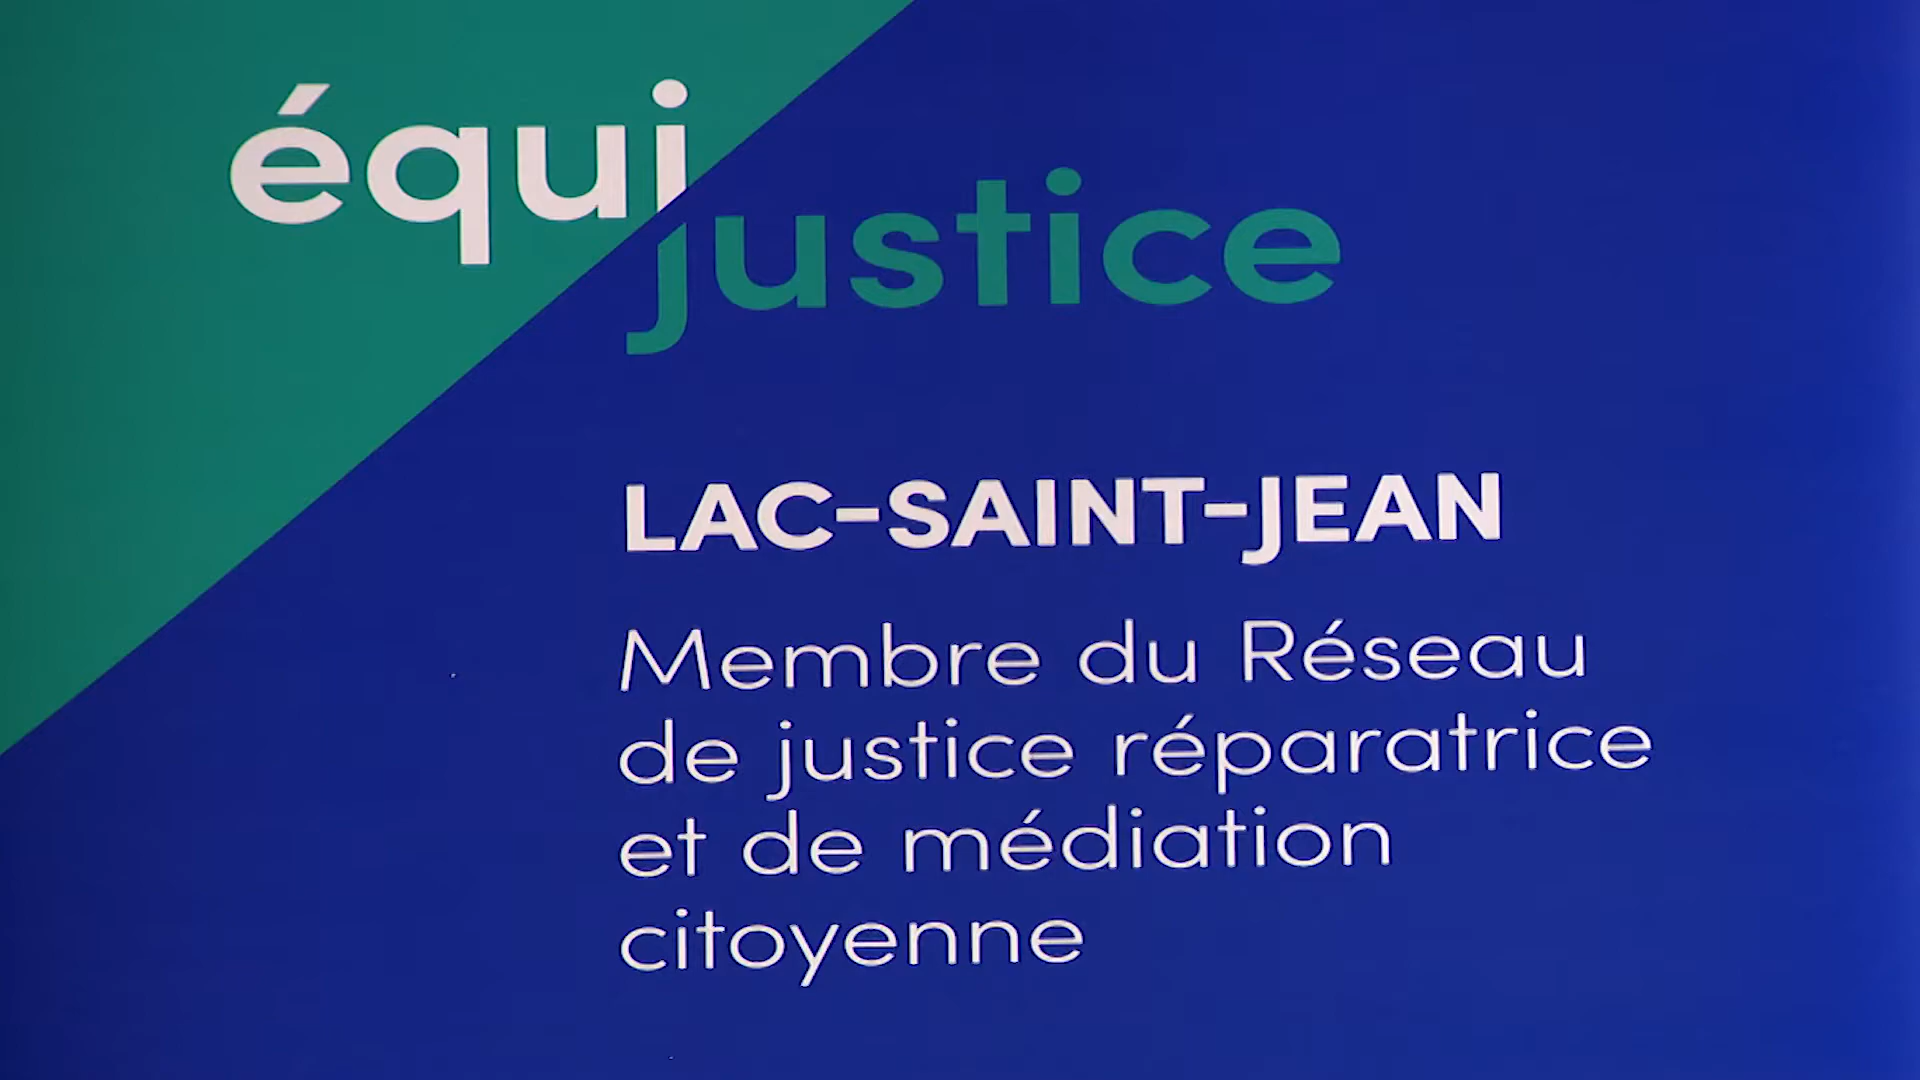 équi
justice
LAC-SAINT-JEAN
Membre du Réseau
de justice réparatrice
et de médiation
citoyenne